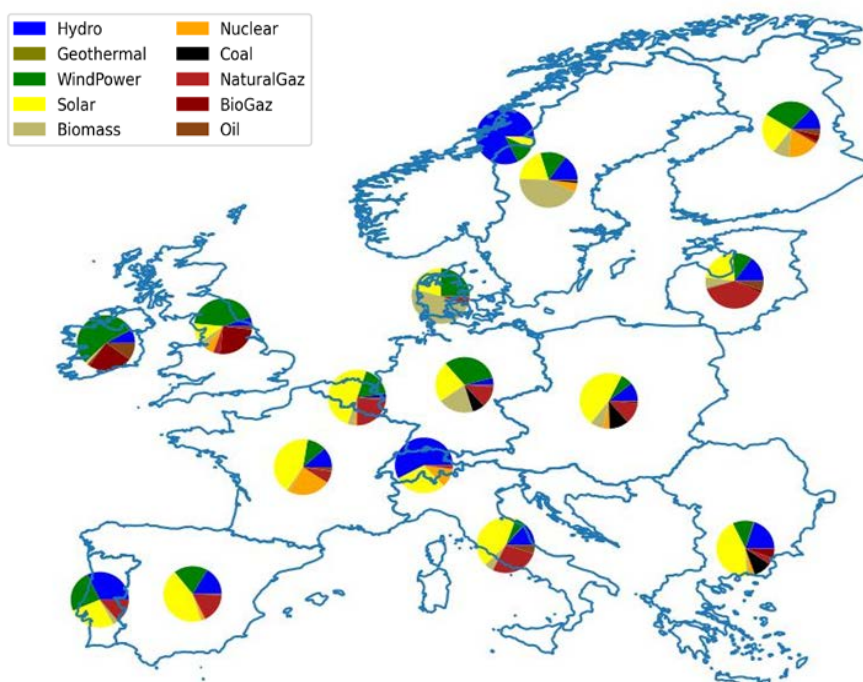 Hydro
Geothermal
WindPower
Solar
Biomass
Nuclear
Coal
NaturalGaz
BioGaz
Oil